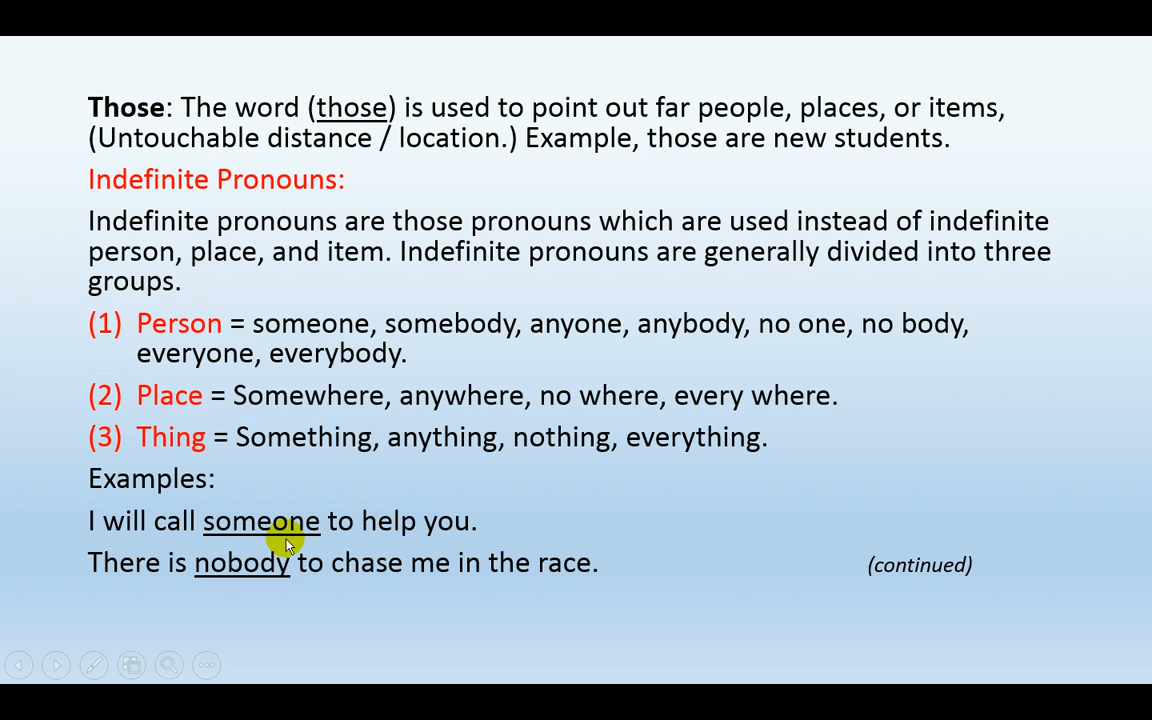 Those: The word (those) is used to point out far people, places, or items,
(Untouchable distance / location.) Example, those are new students.
Indefinite Pronouns:
Indefinite pronouns are those pronouns which are used instead of indefinite
person, place, and item. Indefinite pronouns are generally divided into three
groups.
(1) Person = someone, somebody, anyone, anybody, no one, no body,
everyone, everybody.
(2) Place = Somewhere, anywhere, no where, every where.
(3) Thing = Something, anything, nothing, everything.
Examples:
I will call someone to help you.
There is nobody to chase me in the race. (continued)